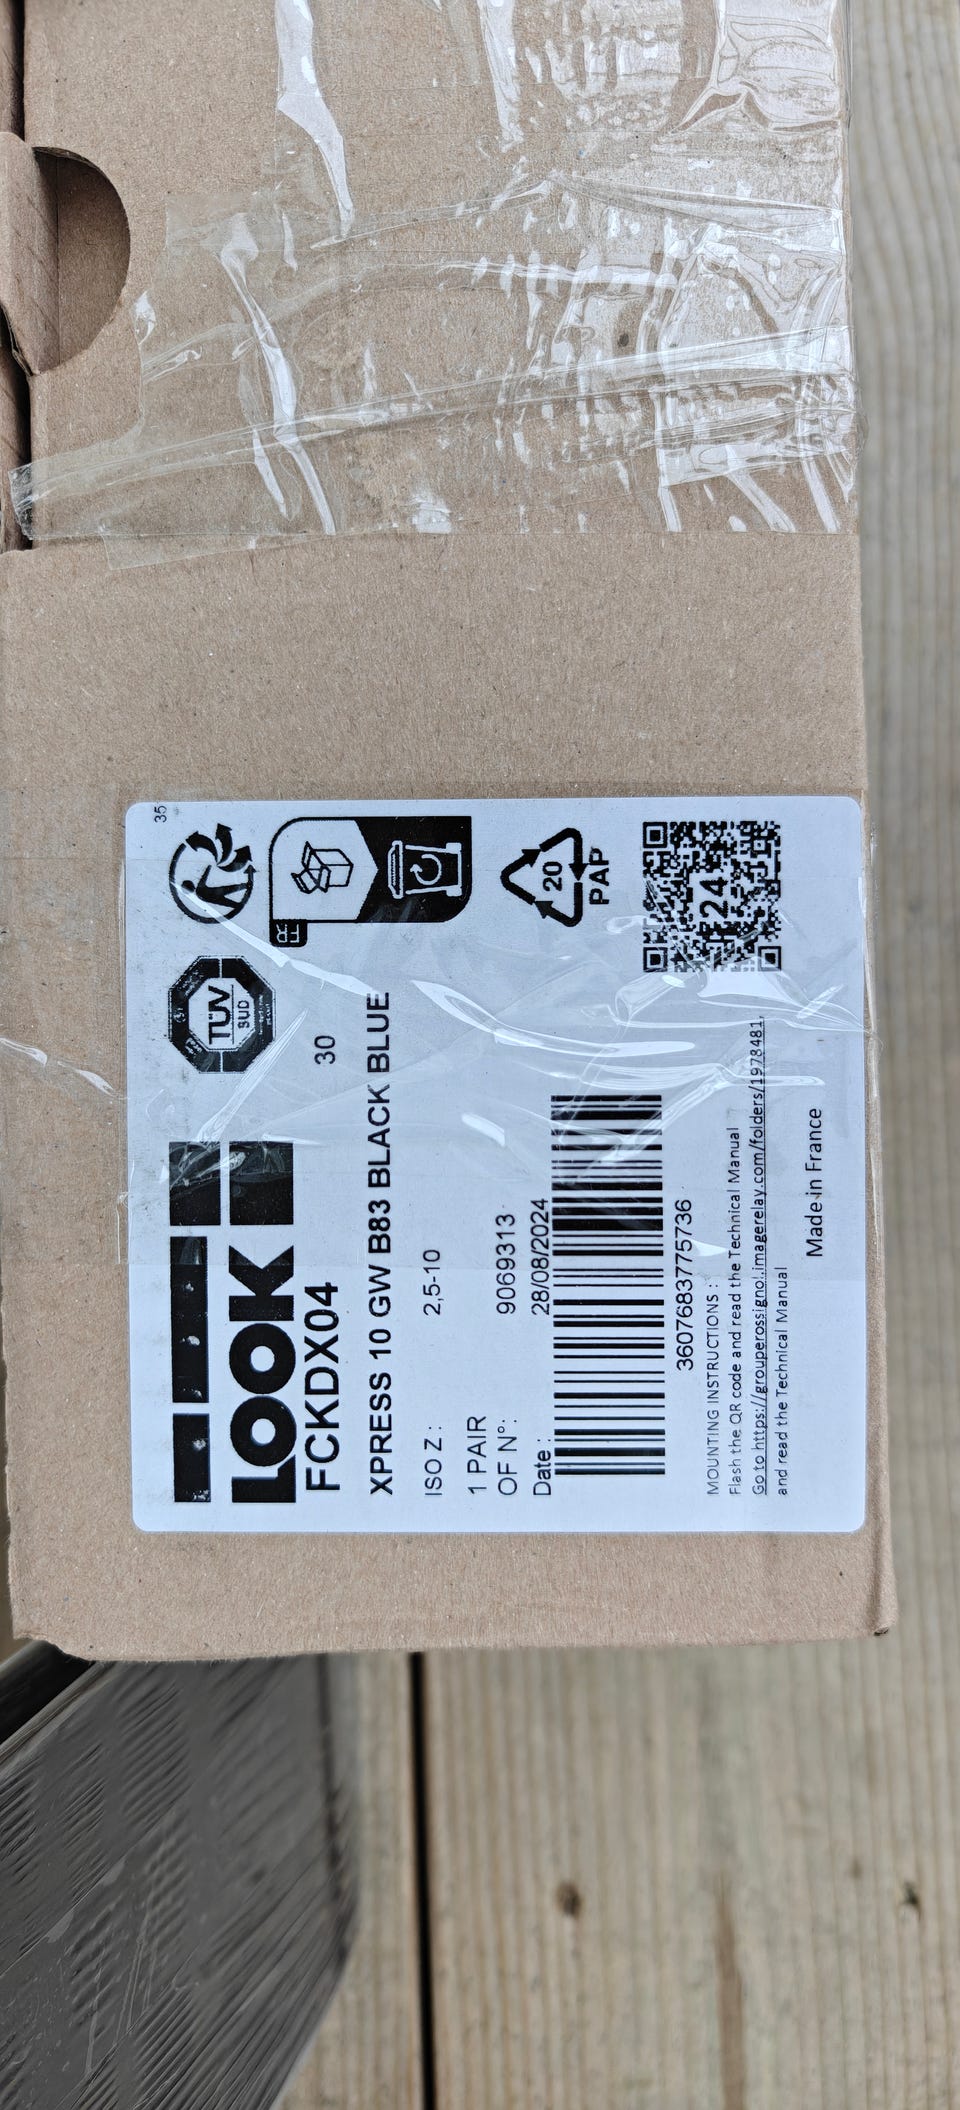 35
LOOK
TÜV
SUD
FR
FCKDX04
30
XPRESS 10 GW B83 BLACK BLUE
ISO Z : 2,5-10
1 PAIR
OF N°: 9069313
Date : 28/08/2024
20
PAP
3607683775736
24
MOUNTING INSTRUCTIONS :
Flash the QR code and read the Technical Manual
Go to https://grouperossignol.imagerelay.com/folders/1978481,
and read the Technical Manual
Made in France